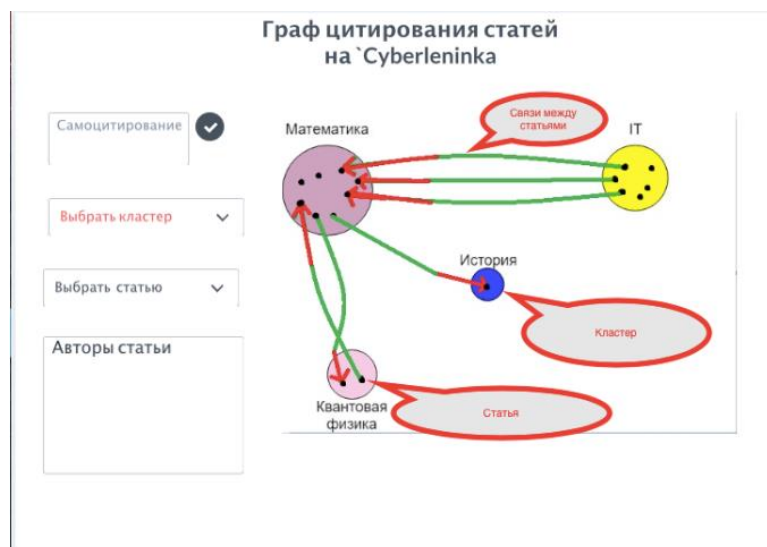 Граф цитирования статей
на `Cyberleninka
Самоцитирование
Выбрать кластер
Выбрать статью
Авторы статьи
Математика
Связи между
статьями
IT
История
Кластер
Квантовая
физика
Статья